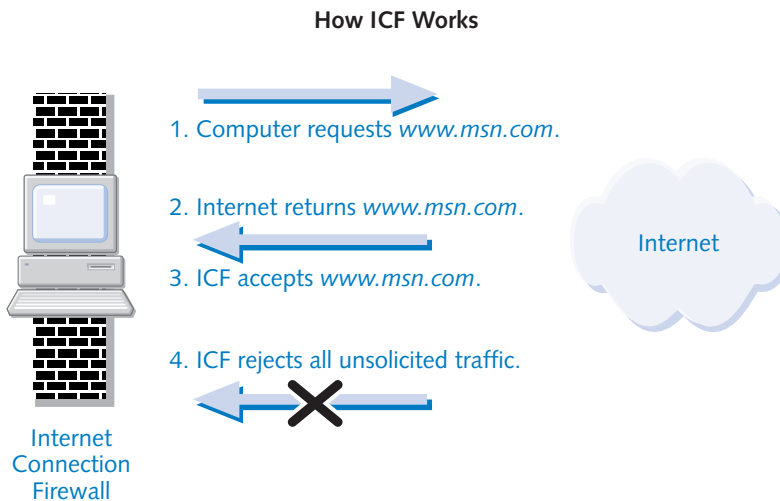 How ICF Works
1. Computer requests www.msn.com.
2. Internet returns www.msn.com.
Internet
3. ICF accepts www.msn.com.
4. ICF rejects all unsolicited traffic.
Internet
Connection
Firewall